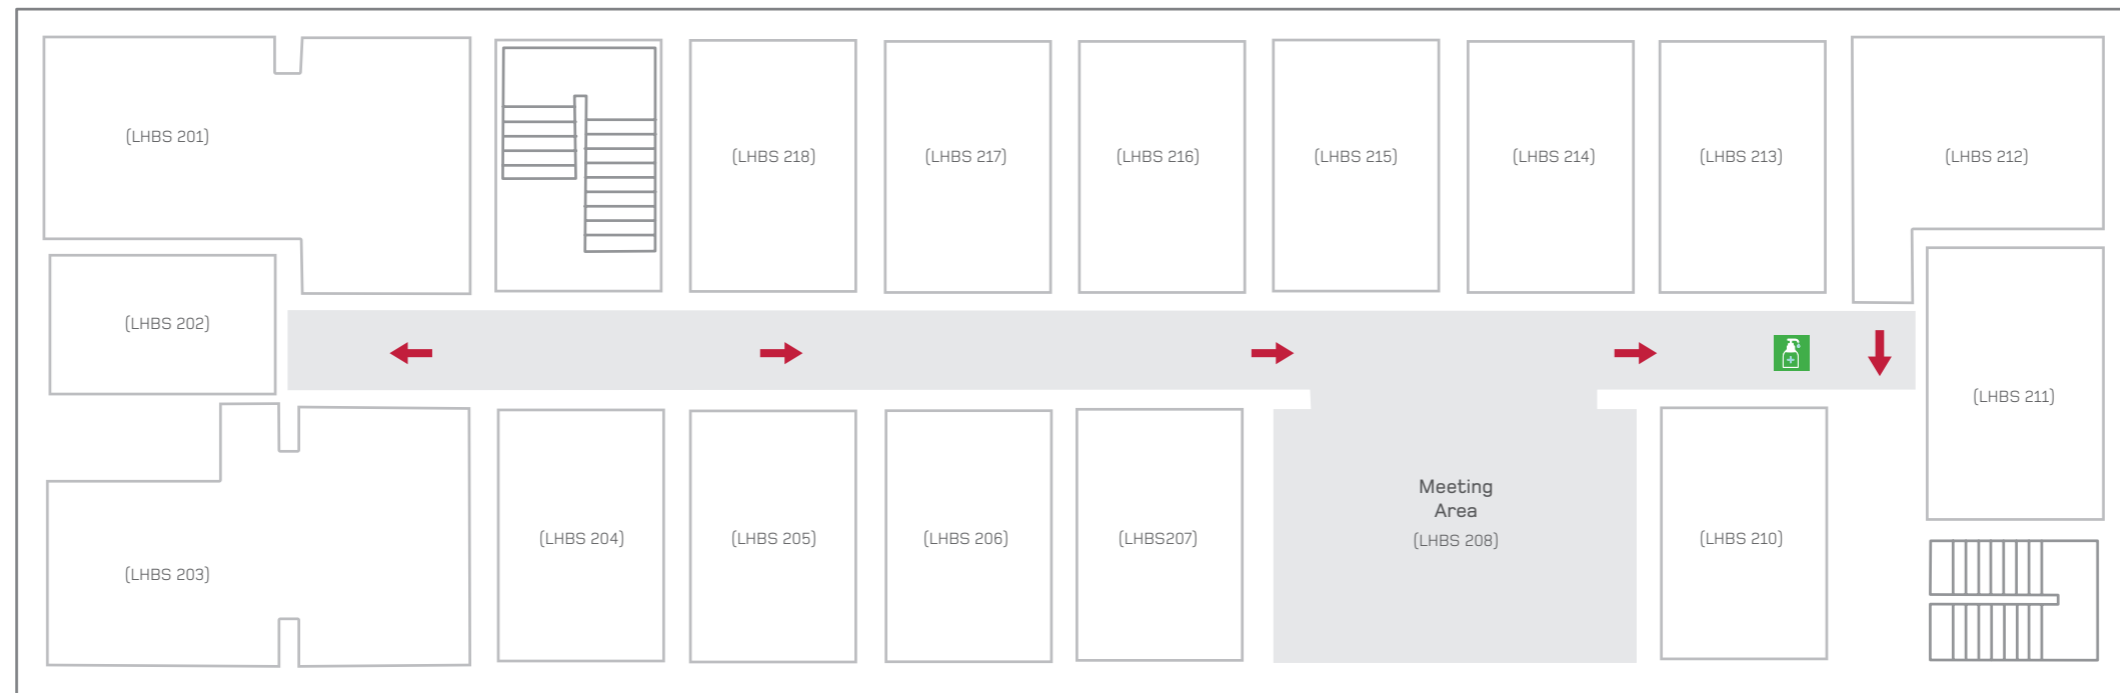 (LHBS 201)
(LHBS 218)
(LHBS 217)
(LHBS 216)
(LHBS 215)
(LHBS 214)
(LHBS 213)
(LHBS 212)
(LHBS 202)
(LHBS 211)
(LHBS 203)
(LHBS 204)
(LHBS 205)
(LHBS 206)
(LHBS207)
Meeting
Area
(LHBS 208)
(LHBS 210)